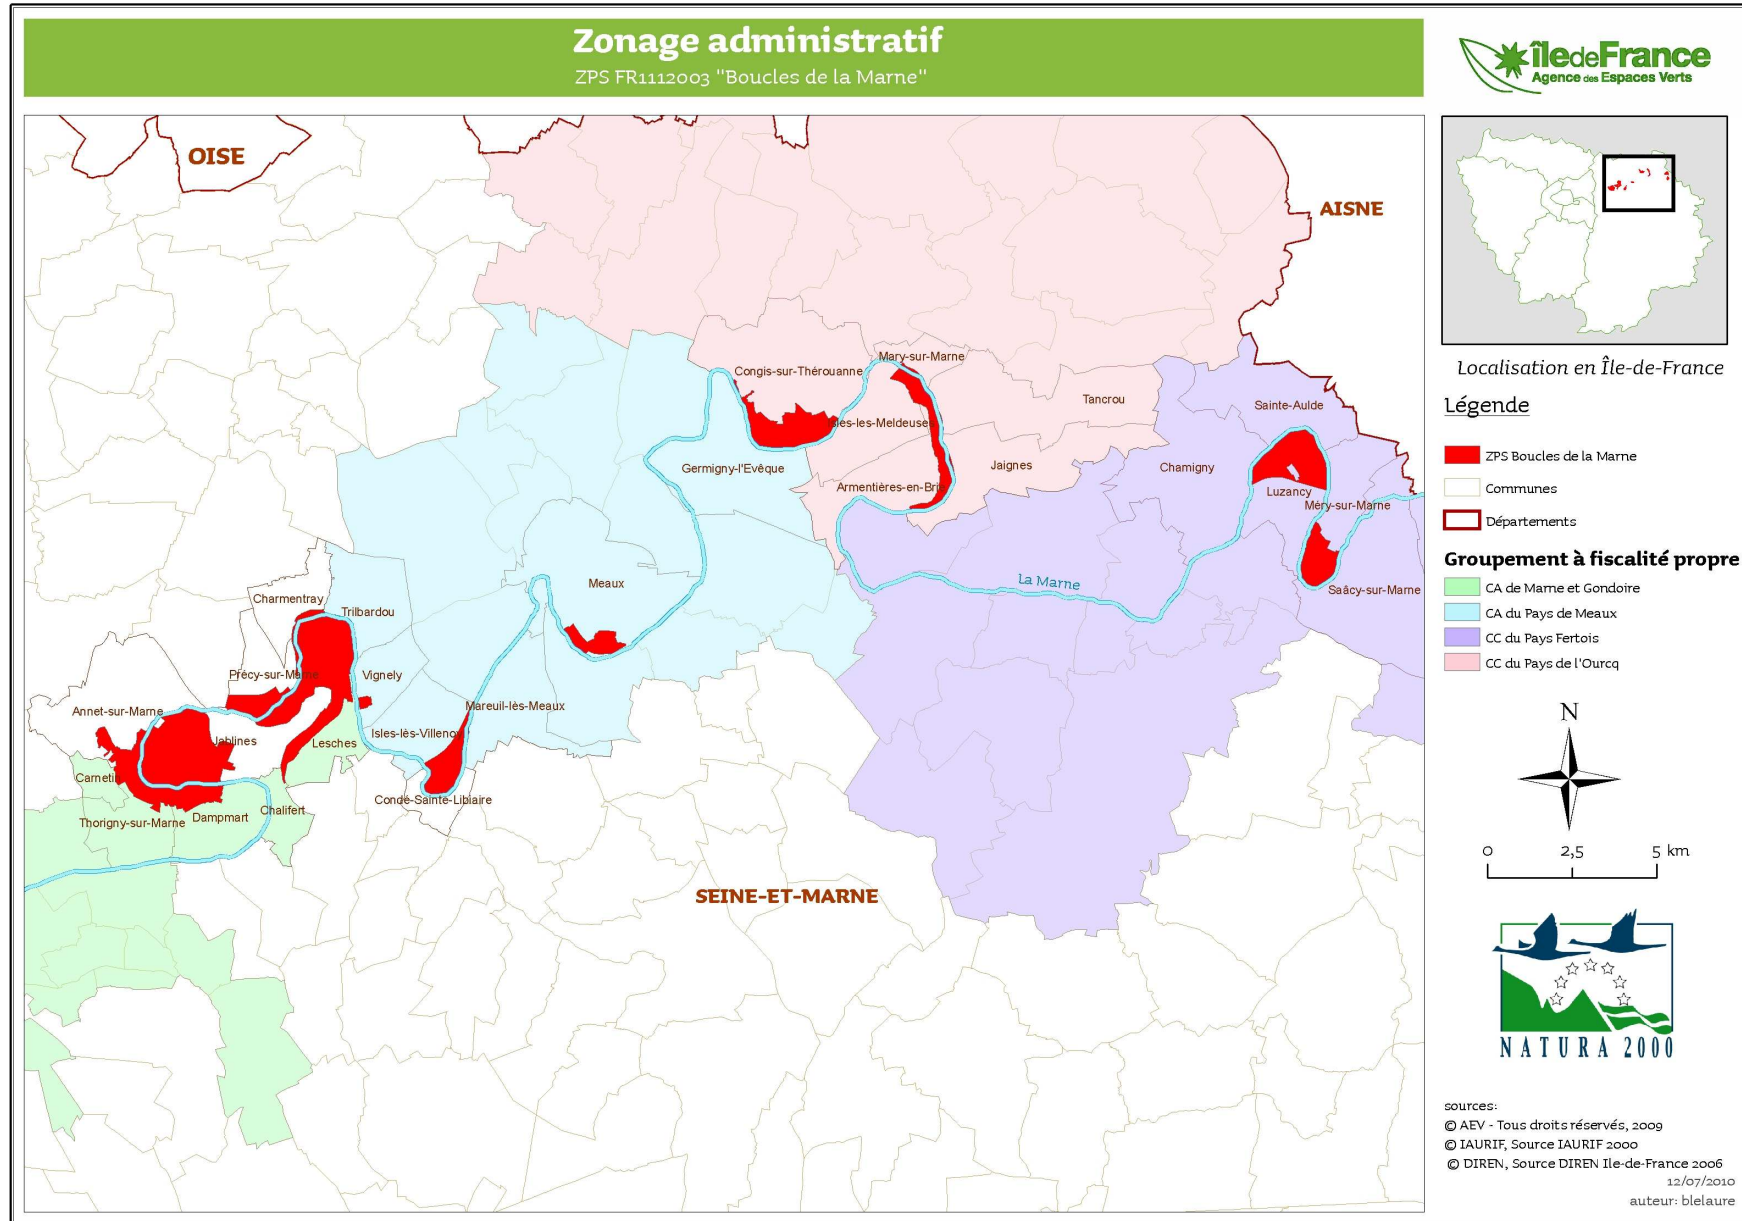 Zonage administratif
ZPS FR1112003 "Boucles de la Marne"
îledeFrance
Agence des Espaces Verts
OISE
AISNE
Mary-sur-Marne
Congis-sur-Thérouanne
Tancrou
Sainte-Aulde
Isles-les-Meldeuses
Germigny-l'Evêque
Jaignes
Chamigny
Armentières-en-Brie
Luzancy
Méry-sur-Marne
La Marne
Meaux
Saâcy-sur-Marne
Charmentray
Trilbardou
Précy-sur-Marne
Vignely
Annet-sur-Marne
Mareuil-lès-Meaux
Jablines
Lesches
Isles-lès-Villenoy
Carnetin
Condé-Sainte-Libiaire
Chalifert
Thorigny-sur-Marne
Dampmart
SEINE-ET-MARNE
Localisation en Île-de-France
Légende
ZPS Boucles de la Marne
Communes
Départements
Groupement à fiscalité propre
CA de Marne et Gondoire
CA du Pays de Meaux
CC du Pays Fertois
CC du Pays de l'Ourcq
N
0 2,5 5 km
NATURA 2000
sources:
© AEV - Tous droits réservés, 2009
© IAURIF, Source IAURIF 2000
© DIREN, Source DIREN Ile-de-France 2006
12/07/2010
auteur: blelaure